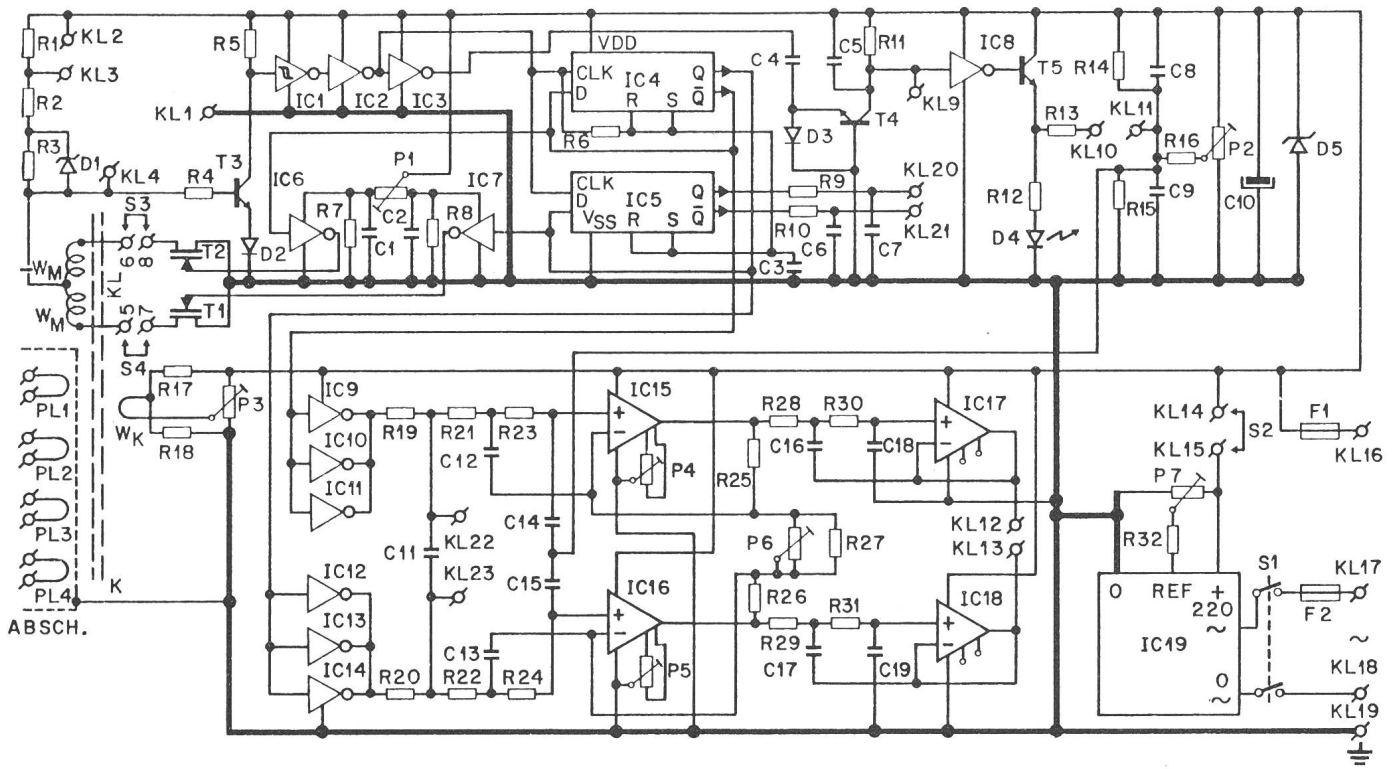 R1 KL2 R5 VDD C5 R11 IC8
KL3 C4 T5 R14 C8
R2 CLK IC4 Q
D Q̅
KL1 IC1 IC2 IC3 R S KL9 R13 KL11
R3 D1 R6 D3 T4 KL10 R16 P2 D5
T3 P1 KL20
KL4 R4 IC6 IC7 CLK IC5 Q R9
D Q̅
S3 R7 C2 R8 VSS R S R10 KL21 R12 R15 C9 C10
C1 C6 C7
WM KL 6 8 T2 D2 C3 D4
WM 5 7 T1
S4
R17 IC9 IC15 IC17 KL14 F1
PL1 P3 R28 R30 S2
WK IC10 R19 R21 R23 KL15 KL16
PL2 R18 C12 P4 C16 C18 P7
IC11 R25
PL3 C14 KL12
KL22 P6 R27 KL13 R32
C11 KL23 S1 KL17
PL4 K IC12 C15 IC16 R26 IC18 0 REF +
ABSCH. R31 220 F2
IC13 R29 ~ ~
C13 IC19
IC14 P5 C17 C19 KL18
R20 R22 R24 0
~ KL19